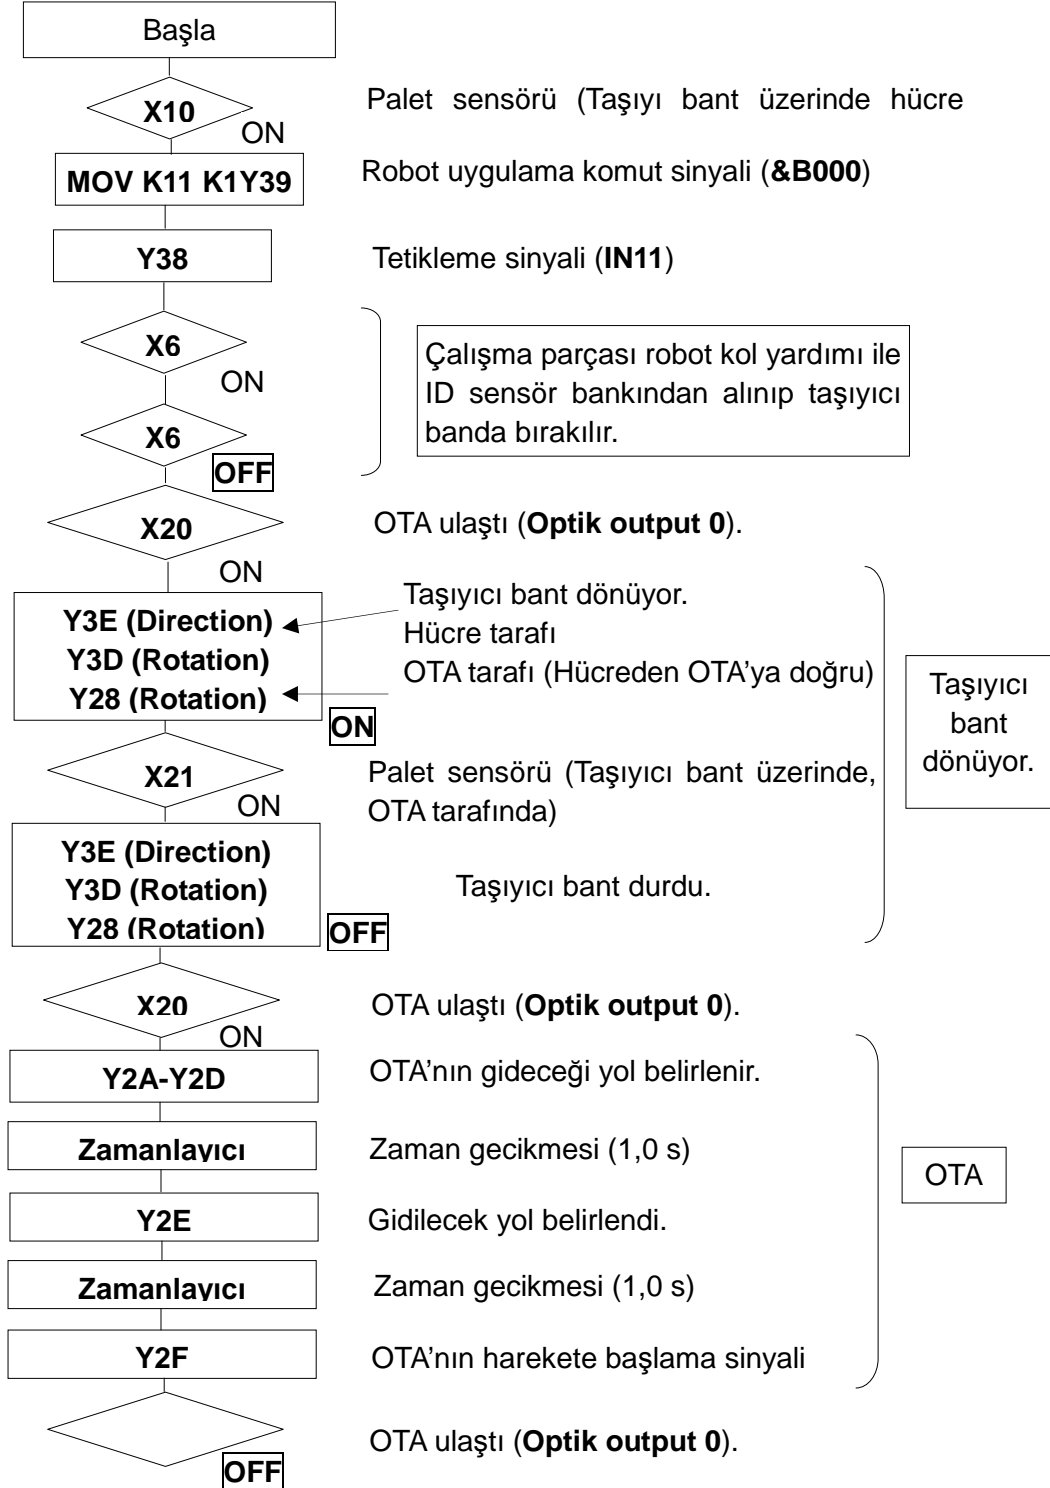 Başla
X10
ON
Palet sensörü (Taşıyı bant üzerinde hücre
MOV K11 K1Y39
Robot uygulama komut sinyali (&B000)
Y38
Tetikleme sinyali (IN11)
X6
ON
Çalışma parçası robot kol yardımı ile
ID sensör bankından alınıp taşıyıcı
banda bırakılır.
X6
OFF
X20
OTA ulaştı (Optik output 0).
ON
Y3E (Direction)
Y3D (Rotation)
Y28 (Rotation)
Taşıyıcı bant dönüyor.
Hücre tarafı
OTA tarafı (Hücreden OTA’ya doğru)
ON
Taşıyıcı
bant
dönüyor.
X21
ON
Palet sensörü (Taşıyıcı bant üzerinde,
OTA tarafında)
Y3E (Direction)
Y3D (Rotation)
Y28 (Rotation)
Taşıyıcı bant durdu.
OFF
X20
OTA ulaştı (Optik output 0).
ON
Y2A-Y2D
OTA’nın gideceği yol belirlenir.
Zamanlayıcı
Zaman gecikmesi (1,0 s)
OTA
Y2E
Gidilecek yol belirlendi.
Zamanlayıcı
Zaman gecikmesi (1,0 s)
Y2F
OTA’nın harekete başlama sinyali
OTA ulaştı (Optik output 0).
OFF